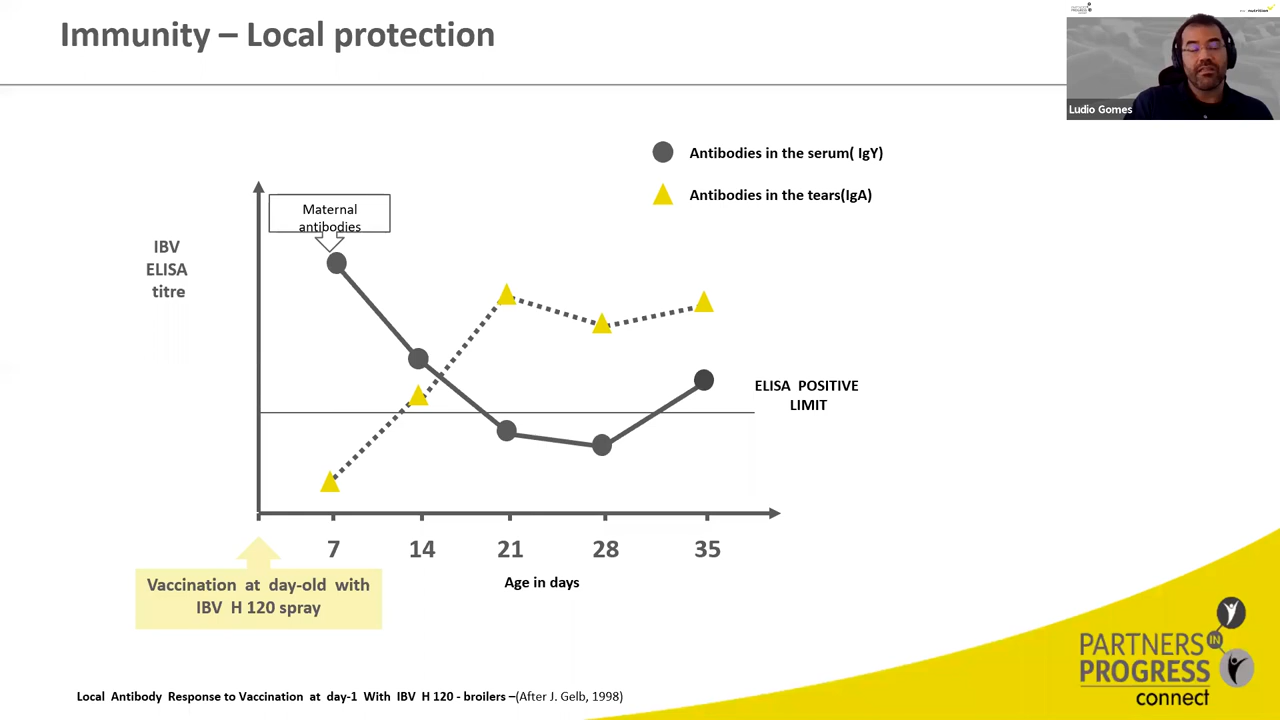 Immunity – Local protection
nutrition
Ludio Gomes
Antibodies in the serum( IgY)
Antibodies in the tears(IgA)
Maternal
antibodies
IBV
ELISA
titre
ELISA POSITIVE
LIMIT
7 14 21 28 35
Age in days
Vaccination at day-old with
IBV H 120 spray
PARTNERS IN
PROGRESS
connect
Local Antibody Response to Vaccination at day-1 With IBV H 120 - broilers –(After J. Gelb, 1998)